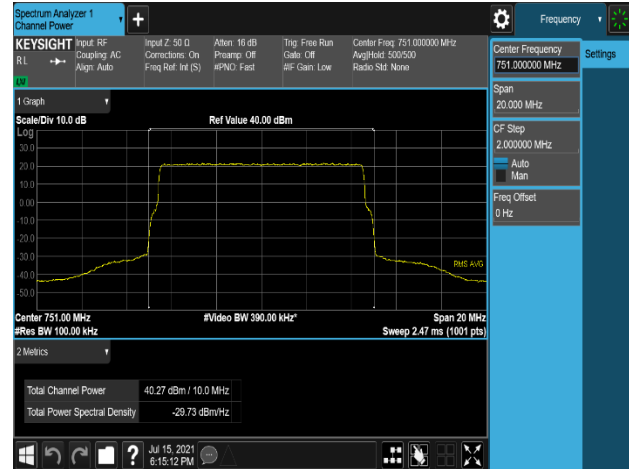 Spectrum Analyzer 1
Channel Power
+
Frequency
KEYSIGHT
RL
LM
Input: RF
Coupling: AC
Align: Auto
Input Z: 50 Ω
Corrections: On
Freq Ref: Int (S)
Atten: 16 dB
Preamp: Off
#PNO: Fast
Trig: Free Run
Gate: Off
#IF Gain: Low
Center Freq: 751.000000 MHz
Avg|Hold: 500/500
Radio Std: None
Center Frequency
751.000000 MHz
Settings
Span
20.000 MHz
CF Step
2.000000 MHz
Auto
Man
Freq Offset
0 Hz
1 Graph
Scale/Div 10.0 dB
Ref Value 40.00 dBm
Log
30.0
20.0
10.0
0.00
-10.0
-20.0
-30.0
-40.0
-50.0
RMS AVG
Center 751.00 MHz
#Video BW 390.00 kHz*
Span 20 MHz
#Res BW 100.00 kHz
Sweep 2.47 ms (1001 pts)
2 Metrics
Total Channel Power
40.27 dBm / 10.0 MHz
Total Power Spectral Density
-29.73 dBm/Hz
?
Jul 15, 2021
6:15:12 PM